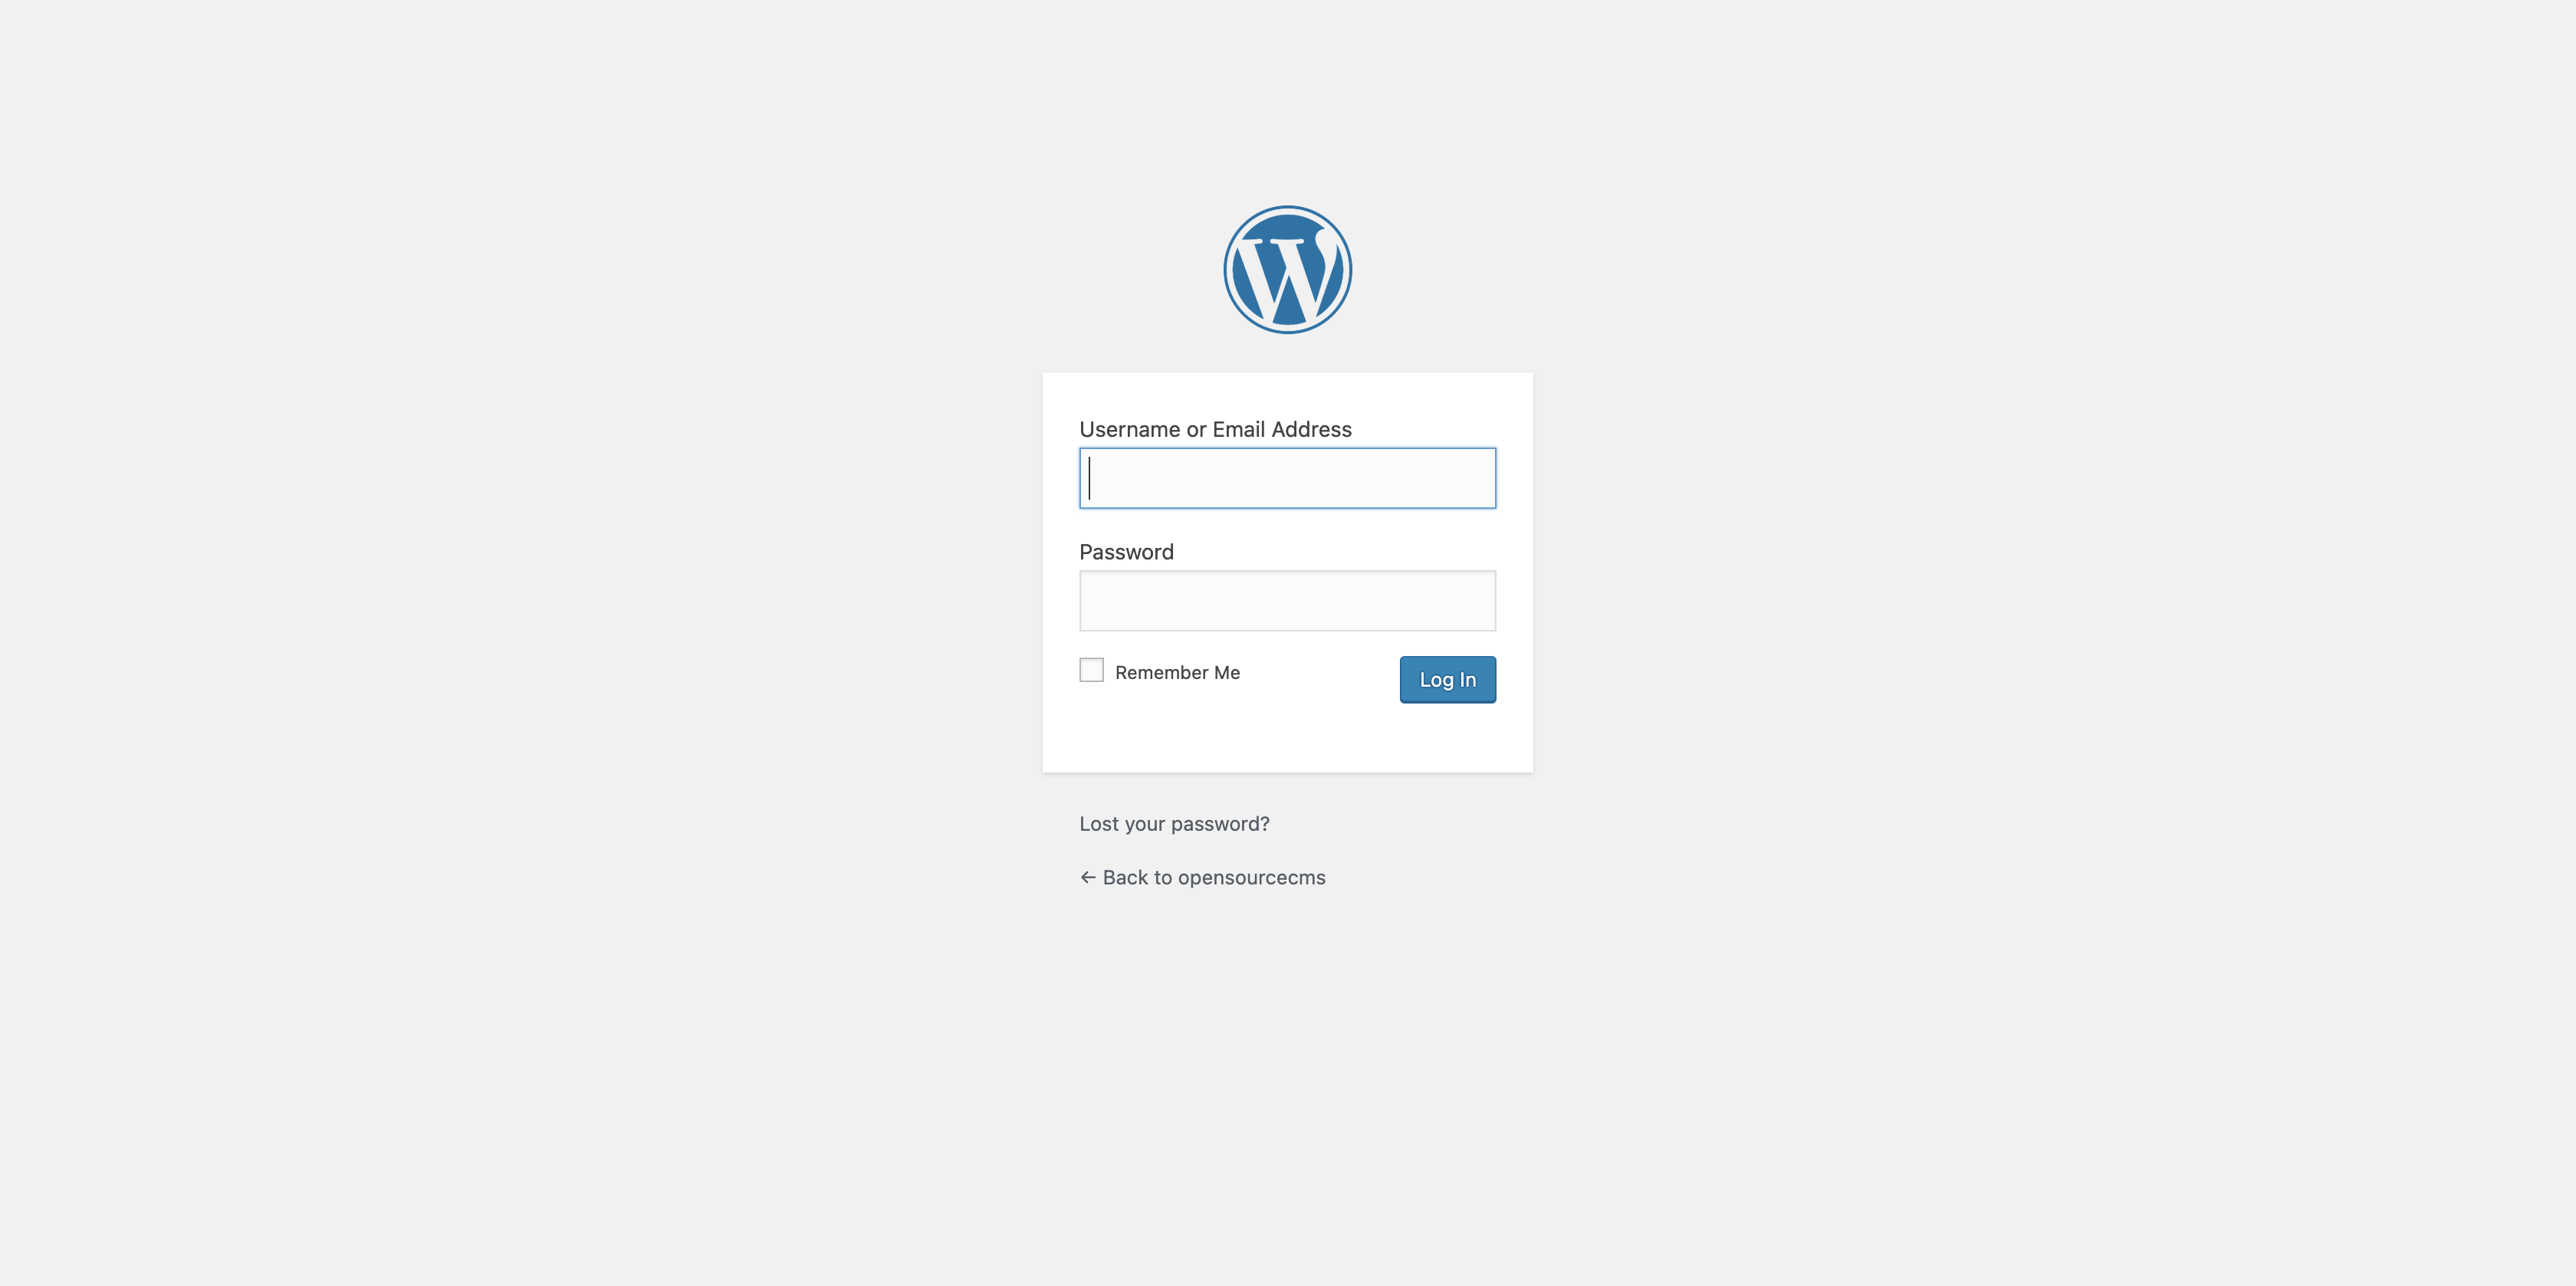 Username or Email Address
Password
Remember Me
Log In
Lost your password?
← Back to opensourcecms